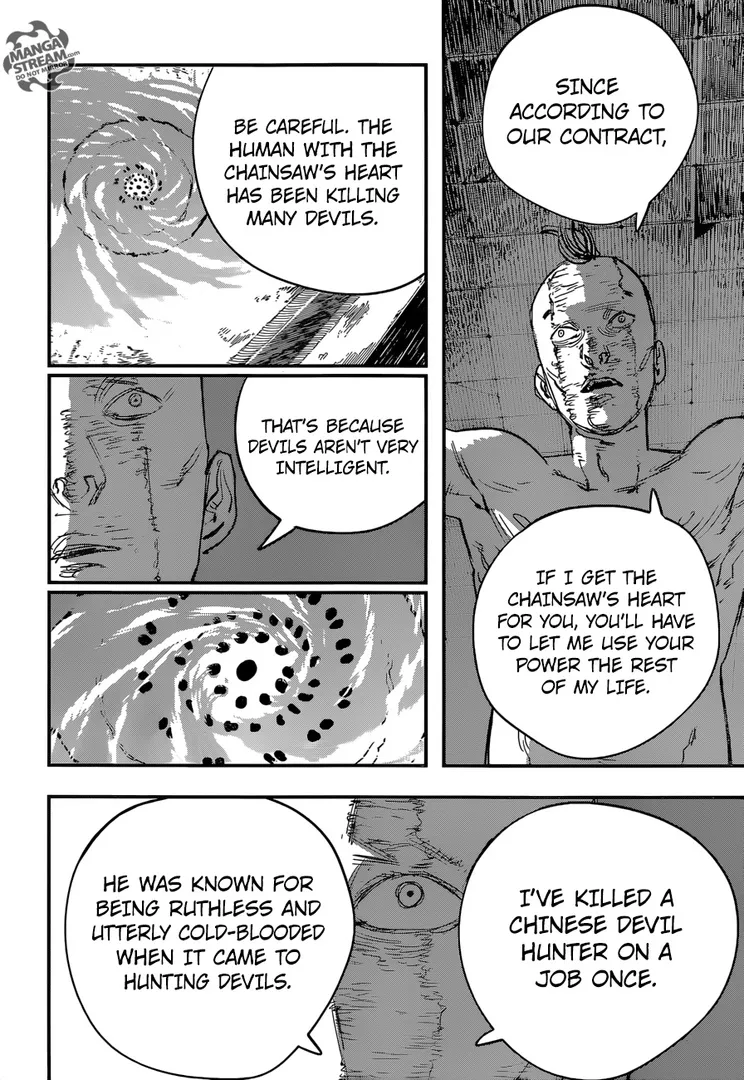 SINCE
ACCORDING TO
OUR CONTRACT,
IF I GET THE
CHAINSAW'S HEART
FOR YOU, YOU'LL HAVE
TO LET ME USE YOUR
POWER THE REST
OF MY LIFE.
MANGA
STREAM.com
DO NOT MIRROR
BE CAREFUL. THE
HUMAN WITH THE
CHAINSAW'S HEART
HAS BEEN KILLING
MANY DEVILS.
THAT'S BECAUSE
DEVILS AREN'T VERY
INTELLIGENT.
I'VE KILLED A
CHINESE DEVIL
HUNTER ON A
JOB ONCE.
HE WAS KNOWN FOR
BEING RUTHLESS AND
UTTERLY COLD-BLOODED
WHEN IT CAME TO
HUNTING DEVILS.